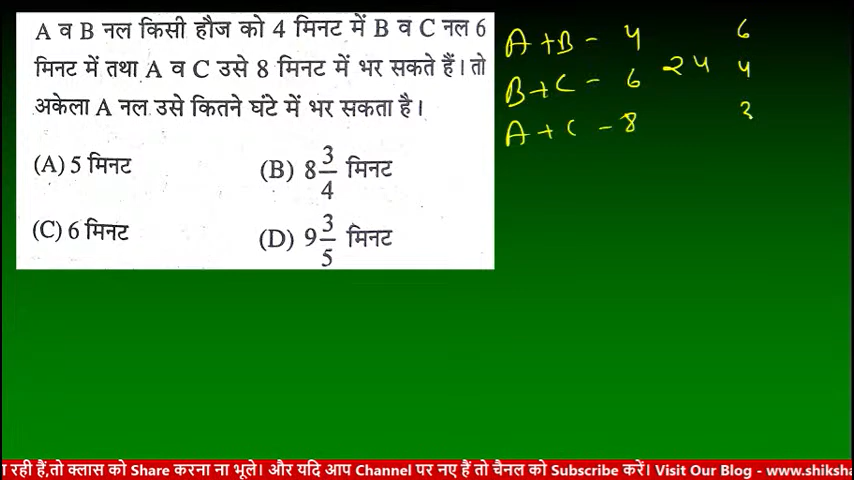 A व B नल किसी हौज को 4 मिनट में B व C नल 6
मिनट में तथा A व C उसे 8 मिनट में भर सकते हैं। तो
अकेला A नल उसे कितने घंटे में भर सकता है।
(A) 5 मिनट
(B) 8 3/4 मिनट
(C) 6 मिनट
(D) 9 3/5 मिनट
A + B - 4
6
B + C - 6
24
4
A + C - 8
3
रही हैं,तो क्लास को Share करना ना भूले। और यदि आप Channel पर नए हैं तो चैनल को Subscribe करें। Visit Our Blog - www.shiksha